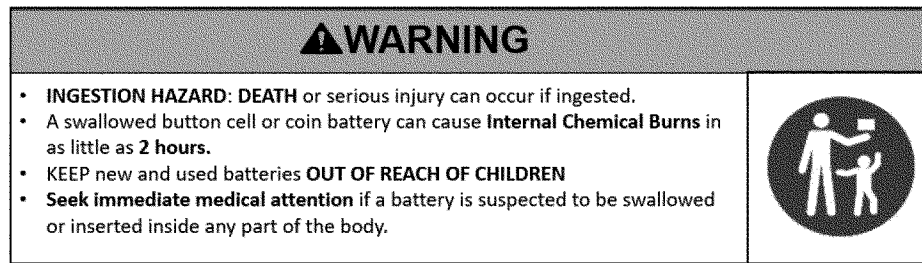 ⚠WARNING
• INGESTION HAZARD: DEATH or serious injury can occur if ingested.
• A swallowed button cell or coin battery can cause Internal Chemical Burns in
as little as 2 hours.
• KEEP new and used batteries OUT OF REACH OF CHILDREN
• Seek immediate medical attention if a battery is suspected to be swallowed
or inserted inside any part of the body.